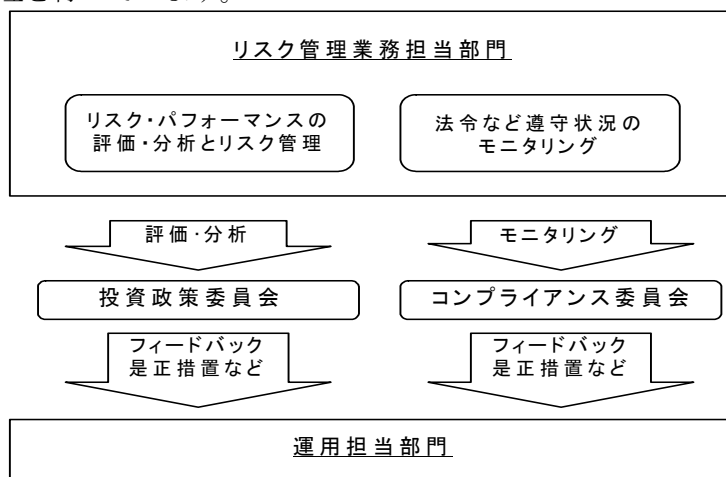 リスク管理業務担当部門
リスク・パフォーマンスの
評価・分析とリスク管理
法令など遵守状況の
モニタリング
評価・分析
モニタリング
投資政策委員会
コンプライアンス委員会
フィードバック
是正措置など
フィードバック
是正措置など
運用担当部門